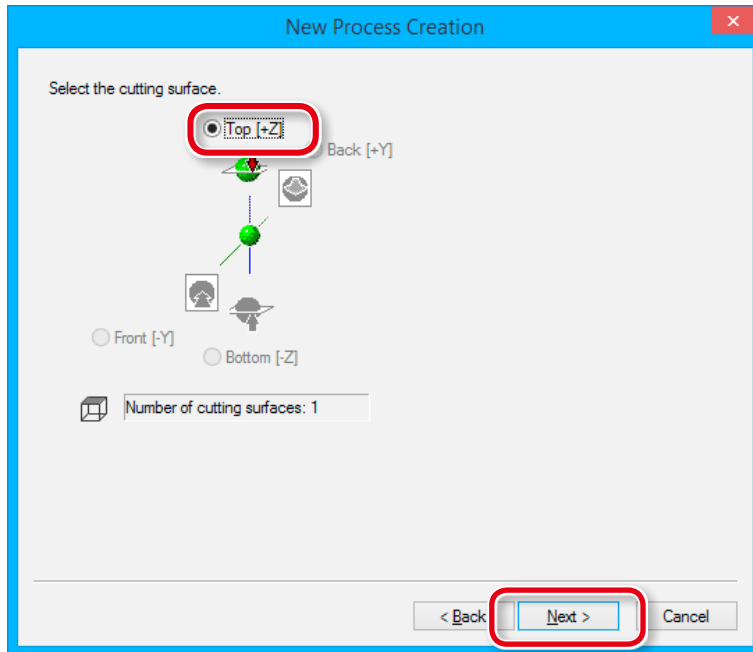 New Process Creation
Select the cutting surface.
Top [+Z]
Back [+Y]
Front [-Y]
Bottom [-Z]
Number of cutting surfaces: 1
< Back
Next >
Cancel